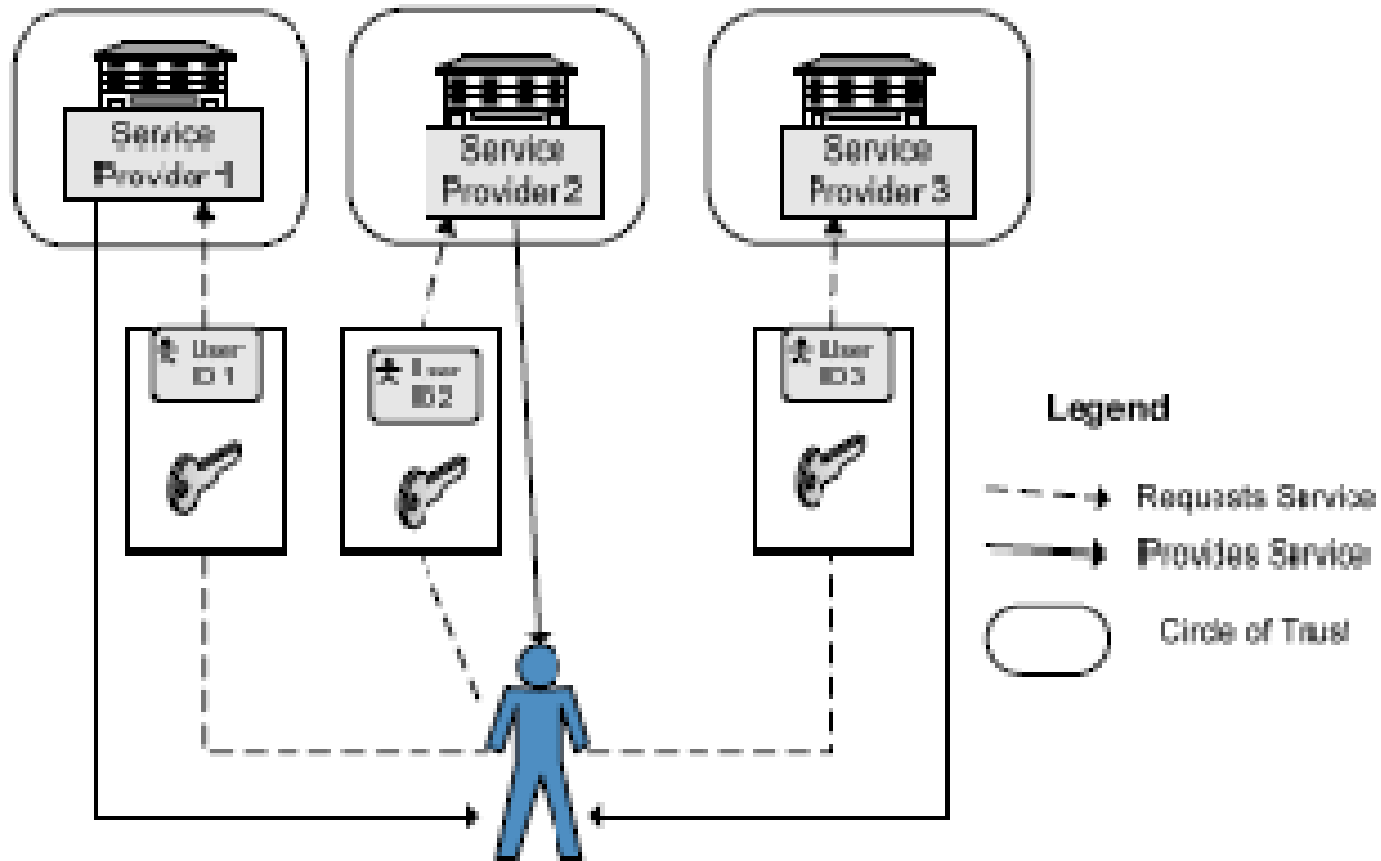 Service
Provider 1
Service
Provider 2
Service
Provider 3
User
ID 1
User
ID 2
User
ID 3
Legend
Requests Service
Provides Service
Circle of Trust